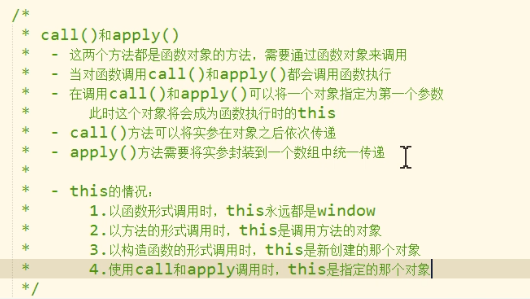 /*
* call()和apply()
* - 这两个方法都是函数对象的方法，需要通过函数对象来调用
* - 当对函数调用call()和apply()都会调用函数执行
* - 在调用call()和apply()可以将一个对象指定为第一个参数
* 此时这个对象将会成为函数执行时的this
* - call()方法可以将实参在对象之后依次传递
* - apply()方法需要将实参封装到一个数组中统一传递
*
* - this的情况：
* 1.以函数形式调用时，this永远都是window
* 2.以方法的形式调用时，this是调用方法的对象
* 3.以构造函数的形式调用时，this是新创建的那个对象
* 4.使用call和apply调用时，this是指定的那个对象
*/